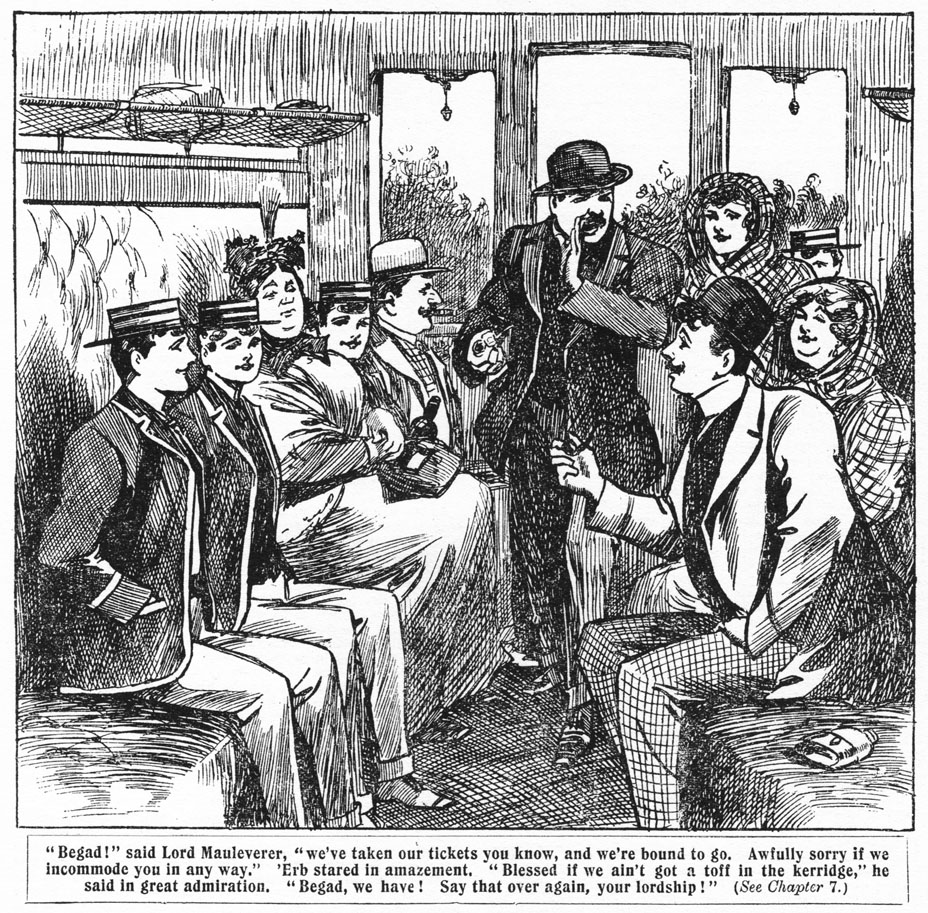 "Begad!" said Lord Mauleverer, "we've taken our tickets you know, and we're bound to go. Awfully sorry if we
incommode you in any way." 'Erb stared in amazement. "Blessed if we ain't got a toff in the kerridge," he
said in great admiration. "Begad, we have! Say that over again, your lordship!" (See Chapter 7.)